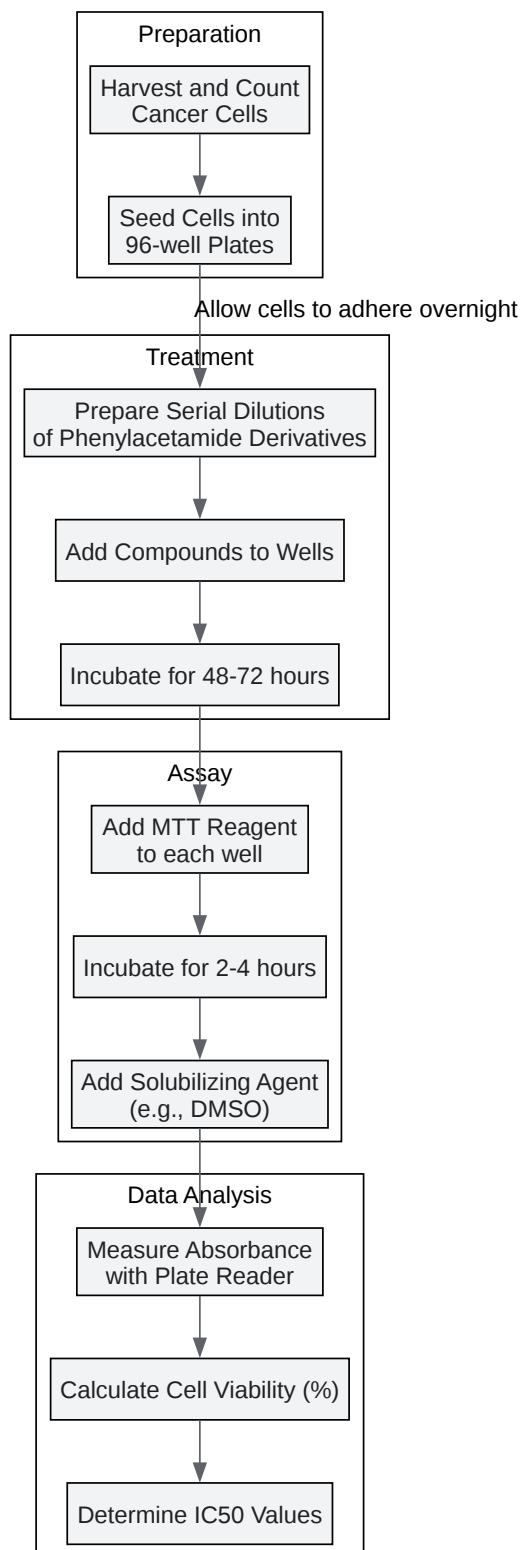 Preparation
Harvest and Count
Cancer Cells
Seed Cells into
96-well Plates
Allow cells to adhere overnight
Treatment
Prepare Serial Dilutions
of Phenylacetamide Derivatives
Add Compounds to Wells
Incubate for 48-72 hours
Assay
Add MTT Reagent
to each well
Incubate for 2-4 hours
Add Solubilizing Agent
(e.g., DMSO)
Data Analysis
Measure Absorbance
with Plate Reader
Calculate Cell Viability (%)
Determine IC50 Values